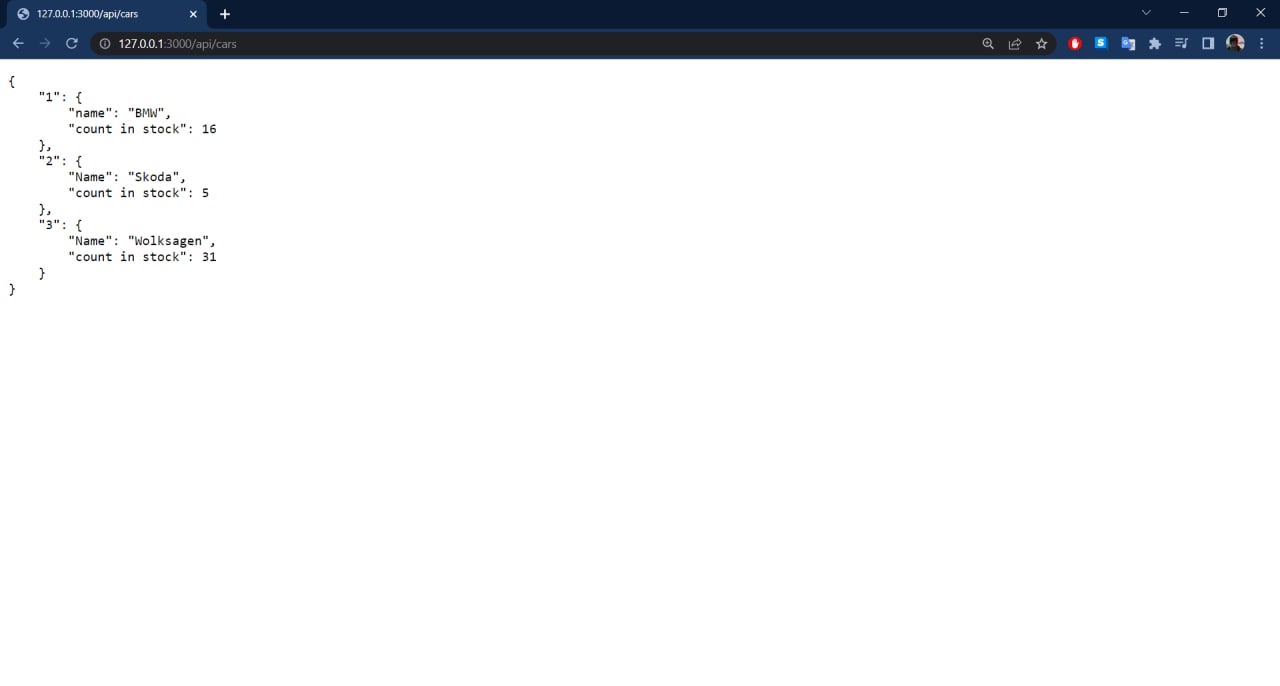 127.0.0.1:3000/api/cars
127.0.0.1:3000/api/cars
{
    "1": {
        "name": "BMW",
        "count in stock": 16
    },
    "2": {
        "Name": "Skoda",
        "count in stock": 5
    },
    "3": {
        "Name": "Wolksagen",
        "count in stock": 31
    }
}